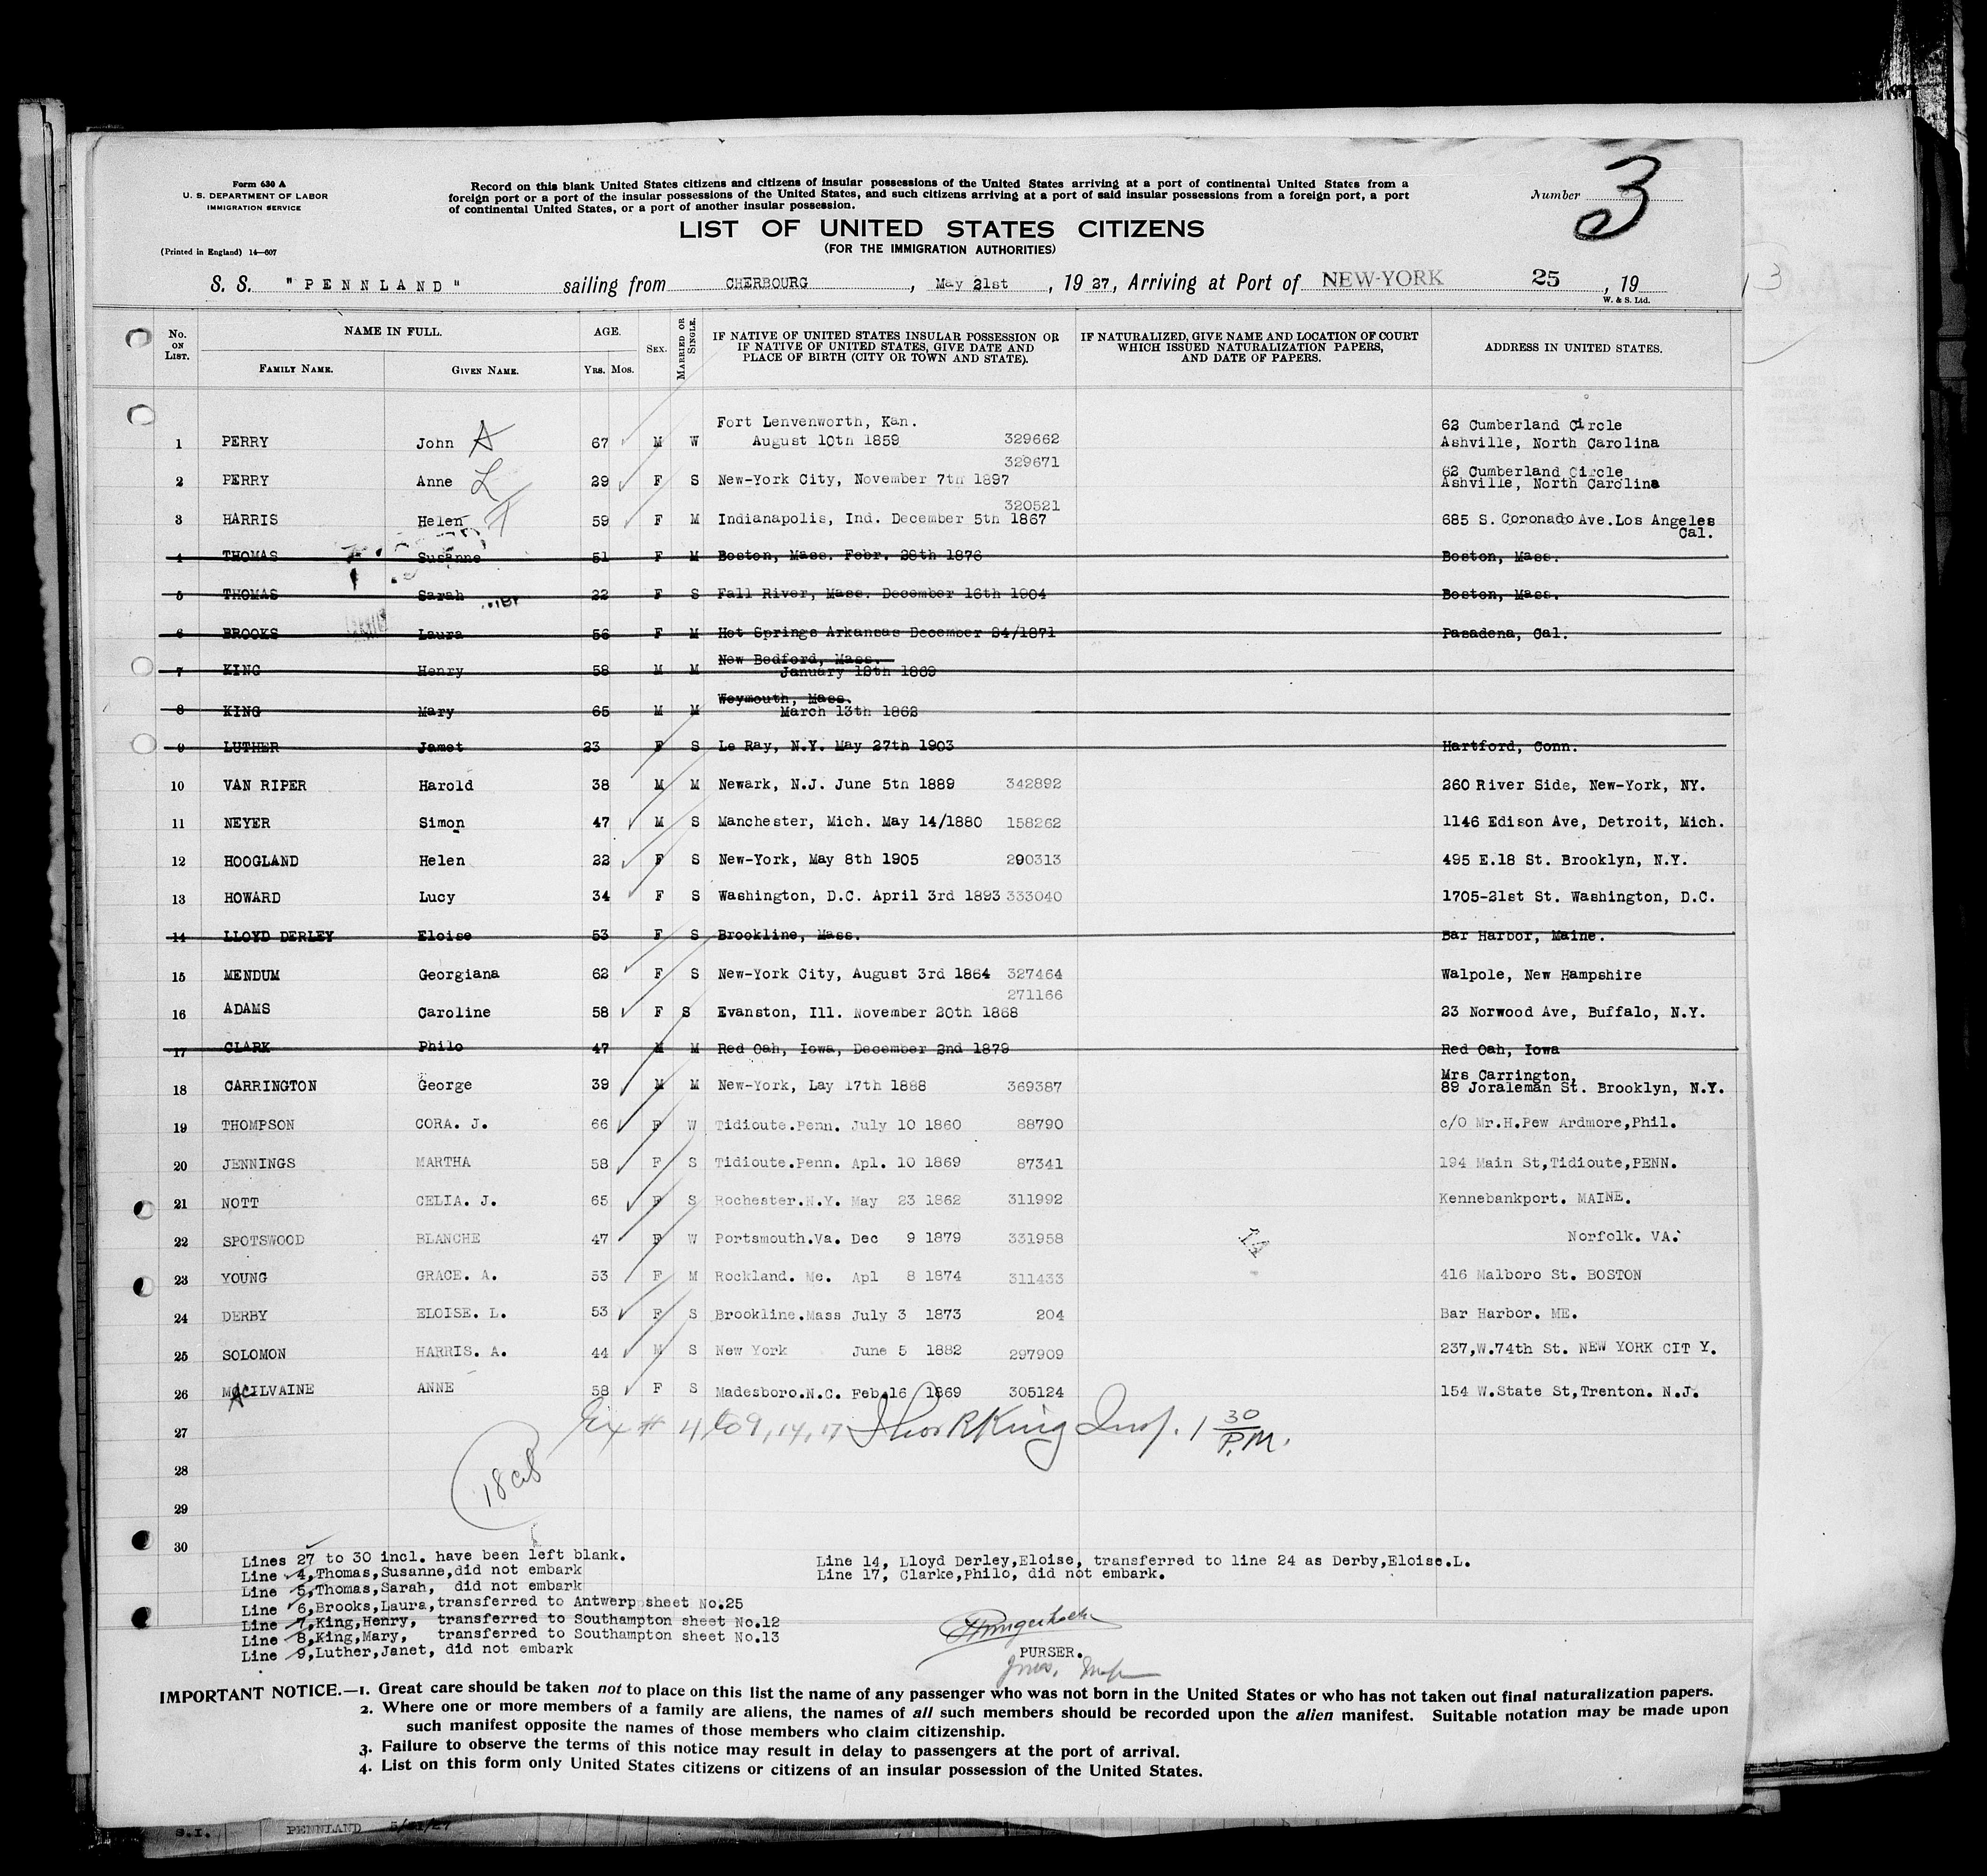 Form 630 A
U. S. DEPARTMENT OF LABOR
IMMIGRATION SERVICE
(Printed in England) 14—607
Record on this blank United States citizens and citizens of insular possessions of the United States arriving at a port of continental United States from a
foreign port or a port of the insular possessions of the United States, and such citizens arriving at a port of said insular possessions from a foreign port, a port
of continental United States, or a port of another insular possession.
Number 3
LIST OF UNITED STATES CITIZENS
(FOR THE IMMIGRATION AUTHORITIES)
S. S. "PENNLAND" sailing from CHERBOURG, May 21st, 1927, Arriving at Port of NEW-YORK 25, 19
W. & S. Ltd.
No. ON LIST. NAME IN FULL. FAMILY NAME. GIVEN NAME. AGE. YRS. MOS. SEX. MARRIED OR SINGLE. IF NATIVE OF UNITED STATES INSULAR POSSESSION OR IF NATIVE OF UNITED STATES, GIVE DATE AND PLACE OF BIRTH (CITY OR TOWN AND STATE). IF NATURALIZED, GIVE NAME AND LOCATION OF COURT WHICH ISSUED NATURALIZATION PAPERS, AND DATE OF PAPERS. ADDRESS IN UNITED STATES.
1 PERRY John A 67 M W Fort Lenvenworth, Kan. August 10th 1859 329662 62 Cumberland Circle Ashville, North Carolina
2 PERRY Anne L 29 F S New-York City, November 7th 1897 329671 62 Cumberland Circle Ashville, North Carolina
3 HARRIS Helen T 59 F M Indianapolis, Ind. December 5th 1867 320521 685 S. Coronado Ave.Los Angeles Cal.
4 THOMAS Susanne 51 F M Boston, Mass. Febr. 28th 1876 Boston, Mass.
5 THOMAS Sarah 22 F S Fall River, Mass. December 16th 1904 Boston, Mass.
6 BROOKS Laura 56 F M Hot Springs Arkansas December 24/1871 Pasadena, Cal.
7 KING Henry 58 M M New Bedford, Mass. January 18th 1869
8 KING Mary 65 M M Weymouth, Mass. March 13th 1862
9 LUTHER Jamet 23 F S Le Ray, N.Y. May 27th 1903 Hartford, Conn.
10 VAN RIPER Harold 38 M M Newark, N.J. June 5th 1889 342892 260 River Side, New-York, NY.
11 NEYER Simon 47 M S Manchester, Mich. May 14/1880 158262 1146 Edison Ave, Detroit, Mich.
12 HOOGLAND Helen 22 F S New-York, May 8th 1905 290313 495 E.18 St. Brooklyn, N.Y.
13 HOWARD Lucy 34 F S Washington, D.C. April 3rd 1893 333040 1705-21st St. Washington, D.C.
14 LLOYD DERLEY Eloise 53 F S Brookline, Mass. Bar Harbor, Maine.
15 MENDUM Georgiana 62 F S New-York City, August 3rd 1864 327464 Walpole, New Hampshire
16 ADAMS Caroline 58 F S Evanston, Ill. November 20th 1868 271166 23 Norwood Ave, Buffalo, N.Y.
17 CLARK Philo 47 M M Red Oah, Iowa, December 2nd 1879 Red Oah, Iowa
18 CARRINGTON George 39 M M New-York, Lay 17th 1888 369387 Mrs Carrington, 89 Joraleman St. Brooklyn, N.Y.
19 THOMPSON CORA. J. 66 F W Tidioute.Penn. July 10 1860 88790 c/O Mr.H.Pew Ardmore,Phil.
20 JENNINGS MARTHA 58 F S Tidioute.Penn. Apl. 10 1869 87341 194 Main St,Tidioute,PENN.
21 NOTT CELIA. J. 65 F S Rochester.N.Y. May 23 1862 311992 Kennebankport. MAINE.
22 SPOTSWOOD BLANCHE 47 F W Portsmouth.Va. Dec 9 1879 331958 14 Norfolk. VA.
23 YOUNG GRACE. A. 53 F M Rockland. Me. Apl 8 1874 311433 416 Malboro St. BOSTON
24 DERBY ELOISE. L. 53 F S Brookline.Mass July 3 1873 204 Bar Harbor. ME.
25 SOLOMON HARRIS. A. 44 M S New York June 5 1882 297909 237,W.74th St. NEW YORK CIT Y.
26 MACILVAINE ANNE 58 F S Madesboro.N.C. Feb.16 1869 305124 154 W.State St,Trenton. N.J.
27 Ex # 4 to 9, 14, 17 Thos R King Insp. 1 30 P.M.
28
29
18 cit
30
Lines 27 to 30 incl. have been left blank.
Line 4,Thomas,Susanne,did not embark
Line 5,Thomas,Sarah, did not embark
Line 6,Brooks,Laura,transferred to Antwerp sheet No.25
Line 7,King,Henry, transferred to Southampton sheet No.12
Line 8,King,Mary, transferred to Southampton sheet No.13
Line 9,Luther,Janet, did not embark
Line 14, Lloyd Derley,Eloise, transferred to line 24 as Derby,Eloise.L.
Line 17, Clarke,Philo, did not embark.
PURSER.
IMPORTANT NOTICE.—1. Great care should be taken not to place on this list the name of any passenger who was not born in the United States or who has not taken out final naturalization papers.
2. Where one or more members of a family are aliens, the names of all such members should be recorded upon the alien manifest. Suitable notation may be made upon
such manifest opposite the names of those members who claim citizenship.
3. Failure to observe the terms of this notice may result in delay to passengers at the port of arrival.
4. List on this form only United States citizens or citizens of an insular possession of the United States.
S.I. PENNLAND 5/21/27